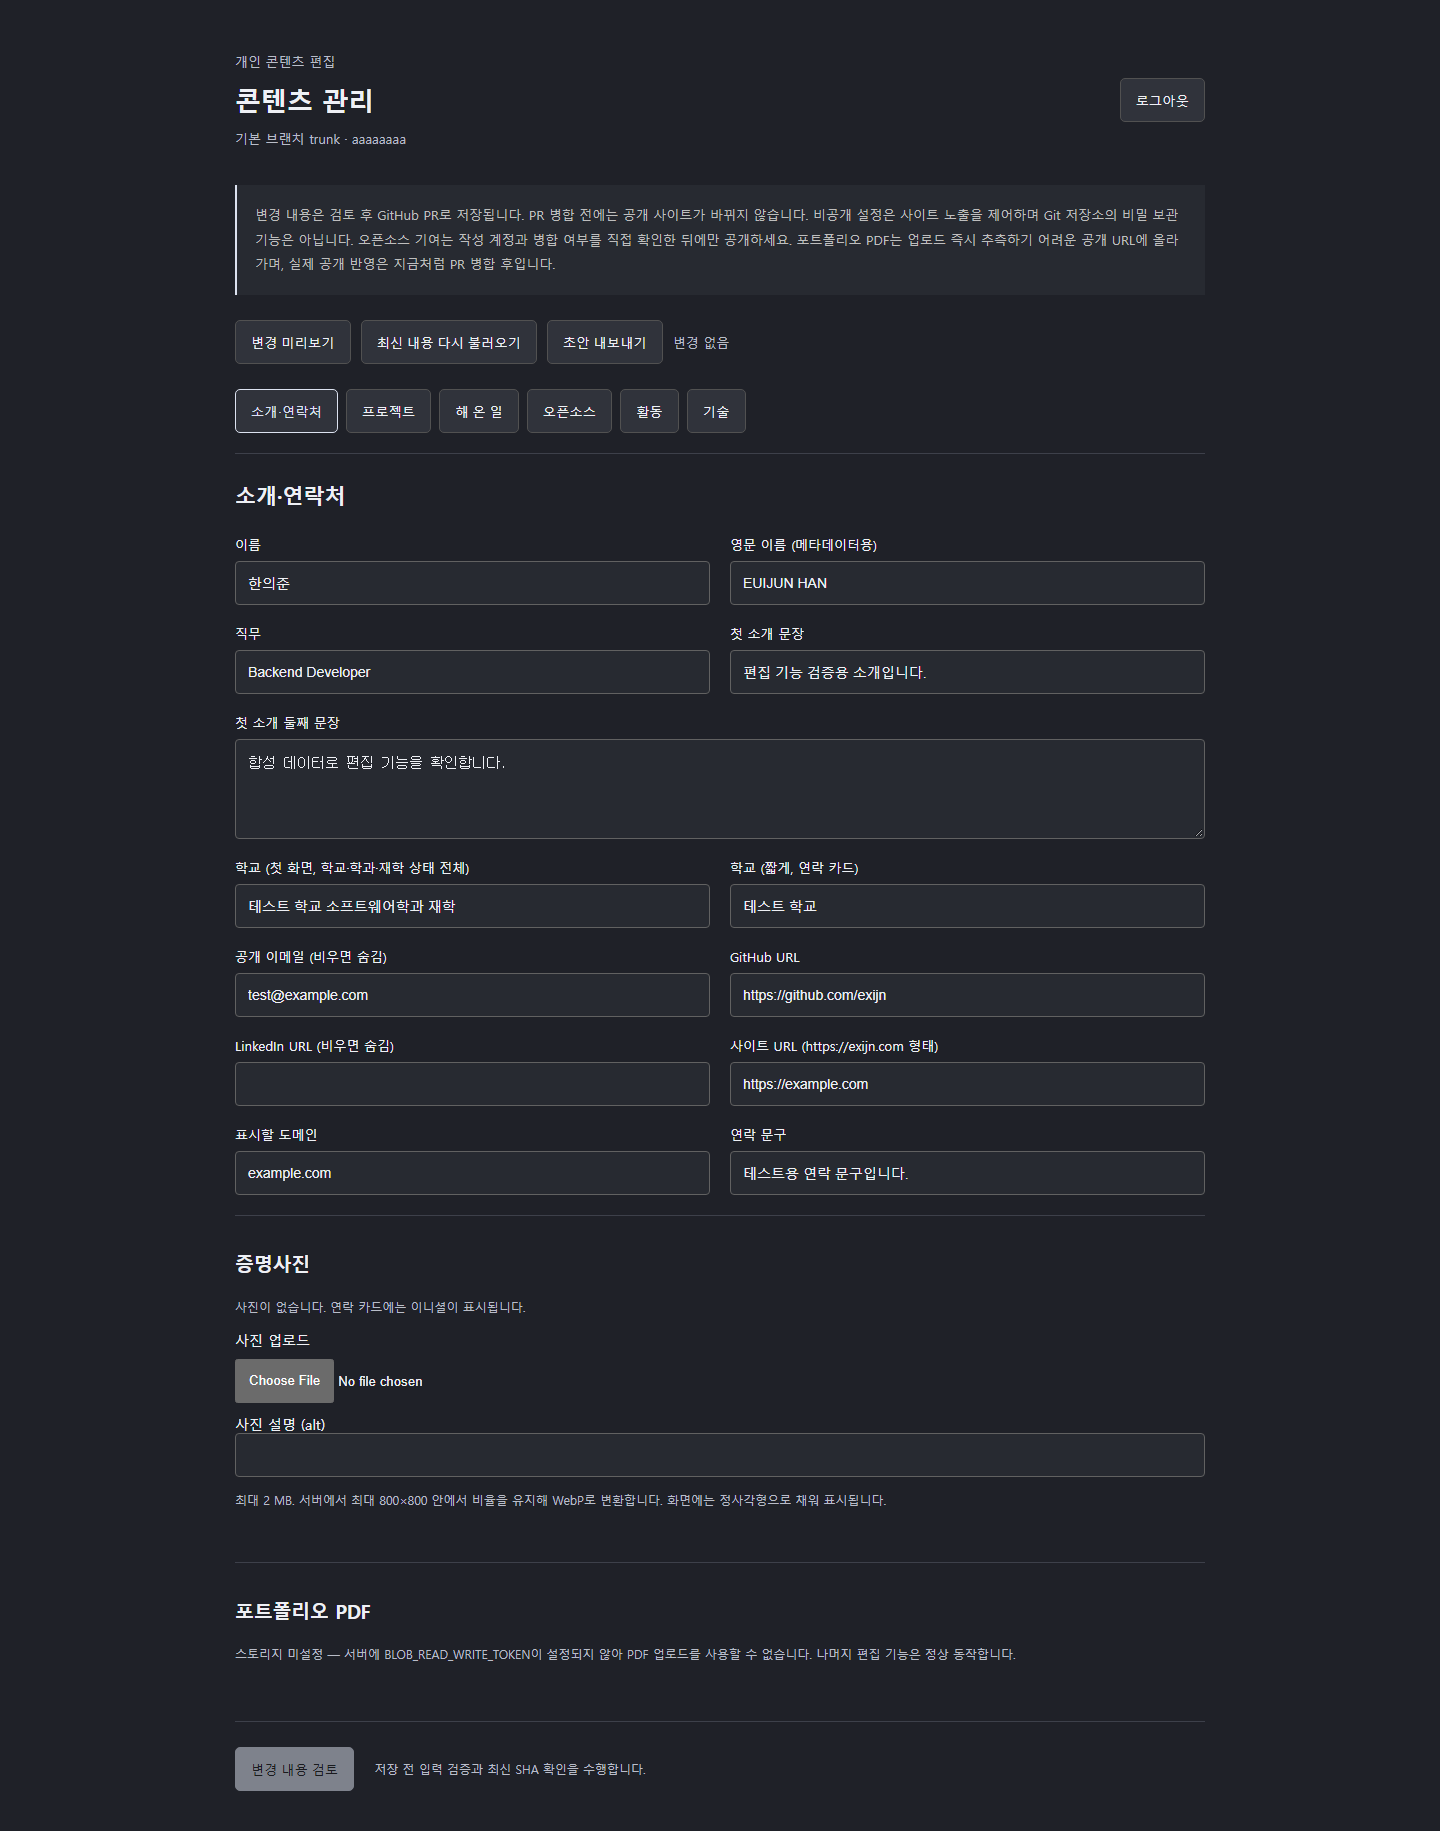 개인 콘텐츠 편집
콘텐츠 관리
로그아웃
기본 브랜치 trunk · aaaaaaaa
변경 내용은 검토 후 GitHub PR로 저장됩니다. PR 병합 전에는 공개 사이트가 바뀌지 않습니다. 비공개 설정은 사이트 노출을 제어하며 Git 저장소의 비밀 보관
기능은 아닙니다. 오픈소스 기여는 작성 계정과 병합 여부를 직접 확인한 뒤에만 공개하세요. 포트폴리오 PDF는 업로드 즉시 추측하기 어려운 공개 URL에 올라
가며, 실제 공개 반영은 지금처럼 PR 병합 후입니다.
변경 미리보기 최신 내용 다시 불러오기 초안 내보내기 변경 없음
소개·연락처 프로젝트 해 온 일 오픈소스 활동 기술
소개·연락처
이름 영문 이름 (메타데이터용)
한의준 EUIJUN HAN
직무 첫 소개 문장
Backend Developer 편집 기능 검증용 소개입니다.
첫 소개 둘째 문장
합성 데이터로 편집 기능을 확인합니다.
학교 (첫 화면, 학교·학과·재학 상태 전체) 학교 (짧게, 연락 카드)
테스트 학교 소프트웨어학과 재학 테스트 학교
공개 이메일 (비우면 숨김) GitHub URL
test@example.com https://github.com/exijn
LinkedIn URL (비우면 숨김) 사이트 URL (https://exijn.com 형태)
https://example.com
표시할 도메인 연락 문구
example.com 테스트용 연락 문구입니다.
증명사진
사진이 없습니다. 연락 카드에는 이니셜이 표시됩니다.
사진 업로드
Choose File No file chosen
사진 설명 (alt)
최대 2 MB. 서버에서 최대 800×800 안에서 비율을 유지해 WebP로 변환합니다. 화면에는 정사각형으로 채워 표시됩니다.
포트폴리오 PDF
스토리지 미설정 — 서버에 BLOB_READ_WRITE_TOKEN이 설정되지 않아 PDF 업로드를 사용할 수 없습니다. 나머지 편집 기능은 정상 동작합니다.
변경 내용 검토 저장 전 입력 검증과 최신 SHA 확인을 수행합니다.